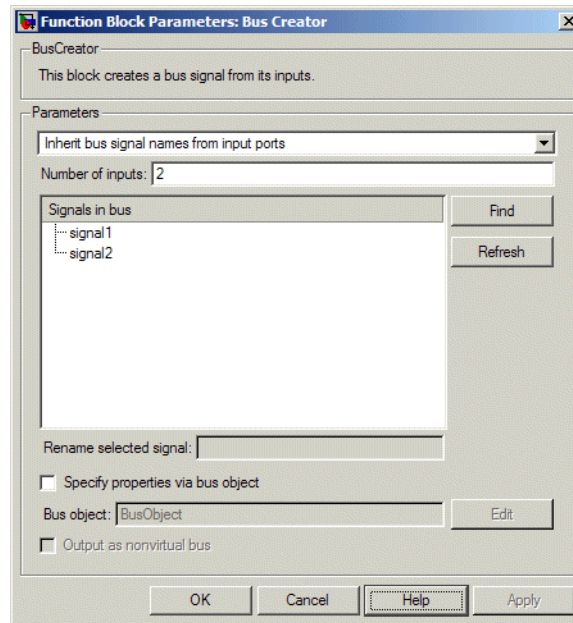 Function Block Parameters: Bus Creator
BusCreator
This block creates a bus signal from its inputs.
Parameters
Inherit bus signal names from input ports
Number of inputs: 2
Signals in bus
Find
signal1
signal2
Refresh
Rename selected signal:
Specify properties via bus object
Bus object: BusObject
Edit
Output as nonvirtual bus
OK
Cancel
Help
Apply